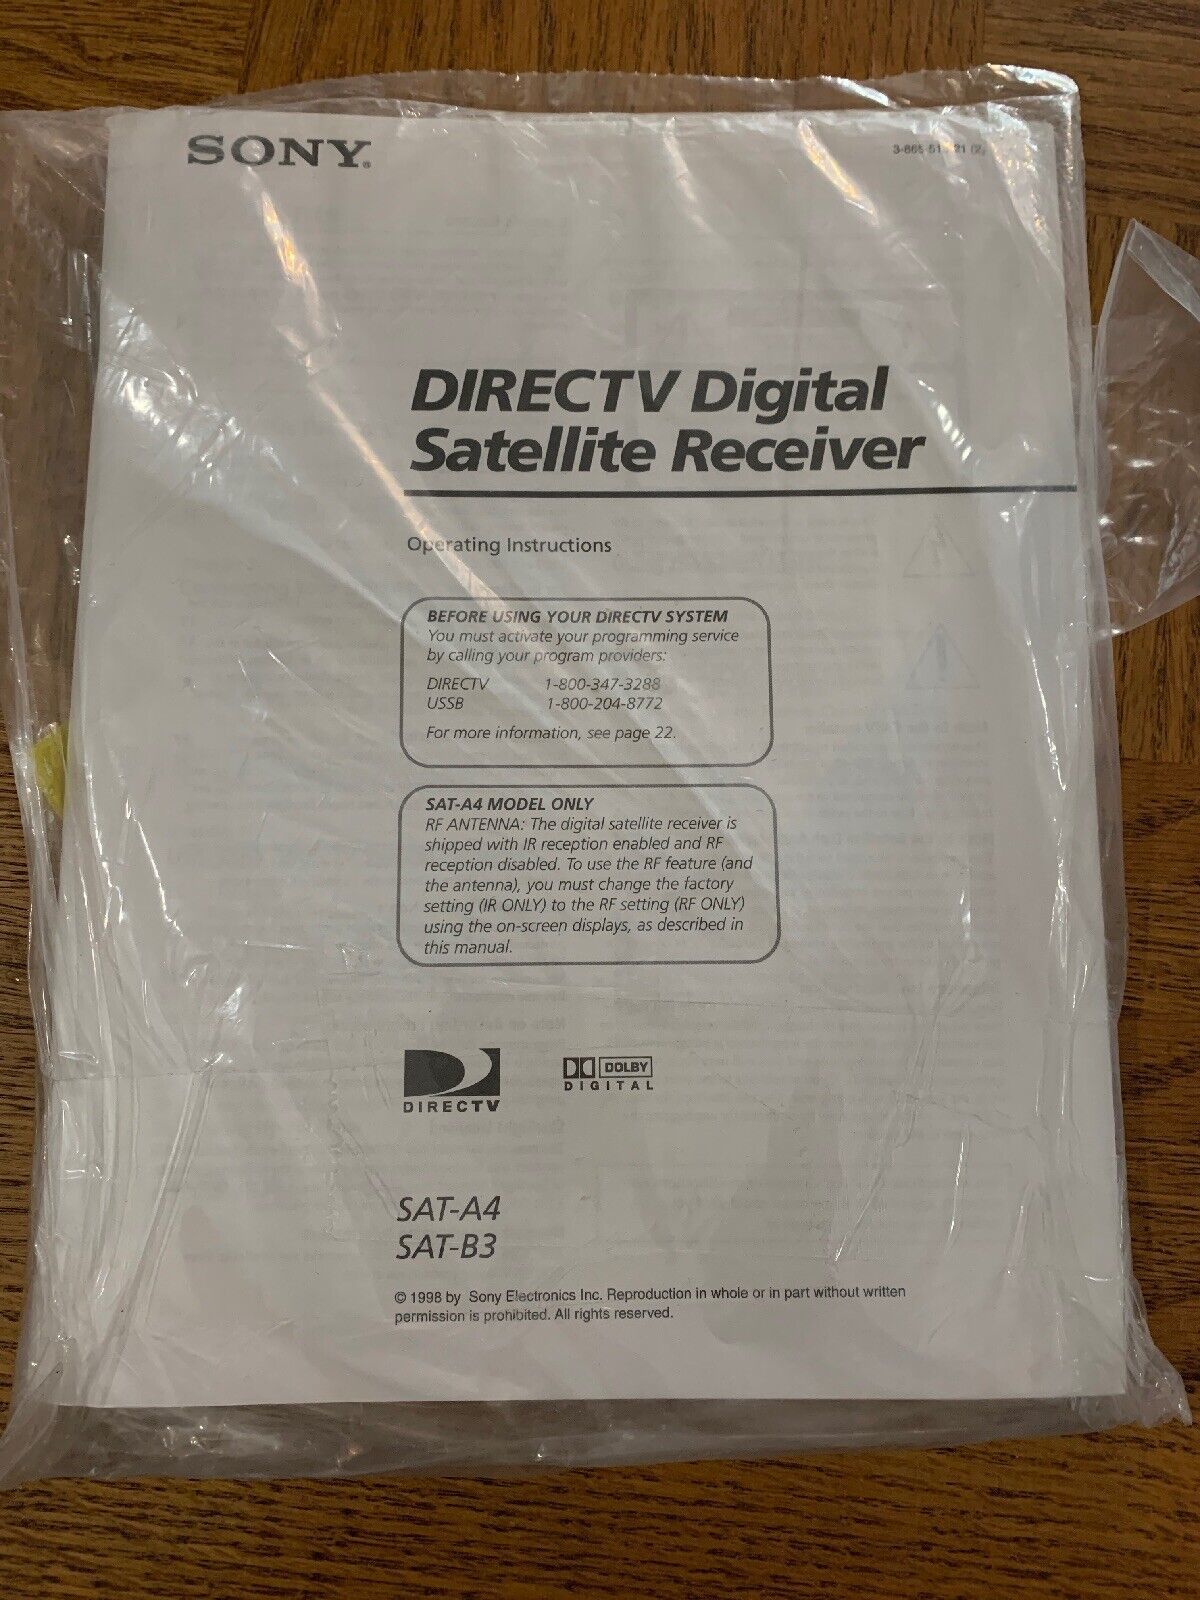 SONY®
(2)
DIRECTV Digital
Satellite Receiver
Operating Instructions
BEFORE USING YOUR DIRECTV SYSTEM
You must activate your programming service
by calling your program providers:
DIRECTV 1-800-347-3288
USSB 1-800-204-8772
For more information, see page 22.
SAT-A4 MODEL ONLY
RF ANTENNA: The digital satellite receiver is
shipped with IR reception enabled and RF
reception disabled. To use the RF feature (and
the antenna), you must change the factory
setting (IR ONLY) to the RF setting (RF ONLY)
using the on-screen displays, as described in
this manual.
DIRECTV
DOLBY
DIGITAL
SAT-A4
SAT-B3
© 1998 by Sony Electronics Inc. Reproduction in whole or in part without written
permission is prohibited. All rights reserved.